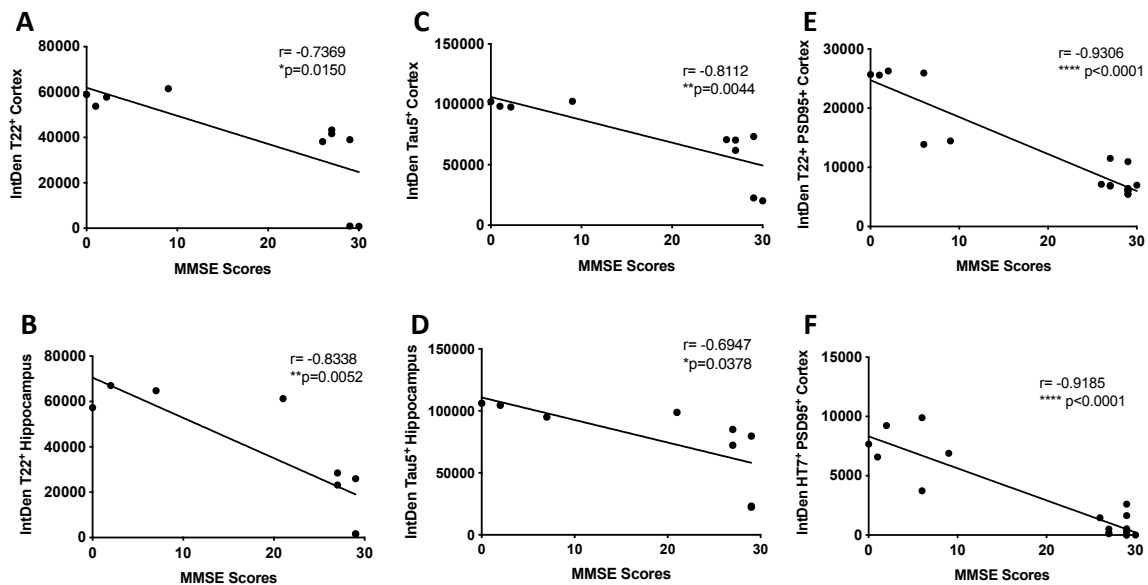 A
r= -0.7369
*p=0.0150
IntDen T22⁺ Cortex
80000
60000
40000
20000
0
0 10 20 30
MMSE Scores
C
r= -0.8112
**p=0.0044
IntDen Tau5⁺ Cortex
150000
100000
50000
0
0 10 20 30
MMSE Scores
E
r= -0.9306
**** p<0.0001
IntDen T22+ PSD95+ Cortex
30000
20000
10000
0
0 10 20 30
MMSE Scores
B
r= -0.8338
**p=0.0052
IntDen T22⁺ Hippocampus
80000
60000
40000
20000
0
0 10 20 30
MMSE Scores
D
r= -0.6947
*p=0.0378
IntDen Tau5⁺ Hippocampus
150000
100000
50000
0
0 10 20 30
MMSE Scores
F
r= -0.9185
**** p<0.0001
IntDen HT7⁺ PSD95⁺ Cortex
15000
10000
5000
0
0 10 20 30
MMSE Scores